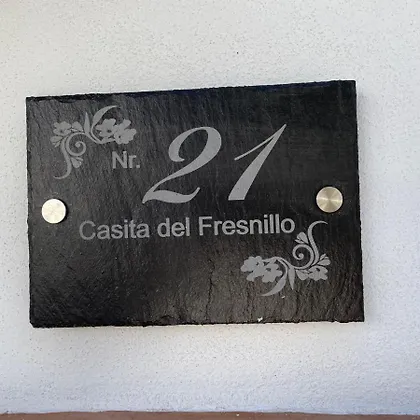 Nr. 21
Casita del Fresnillo